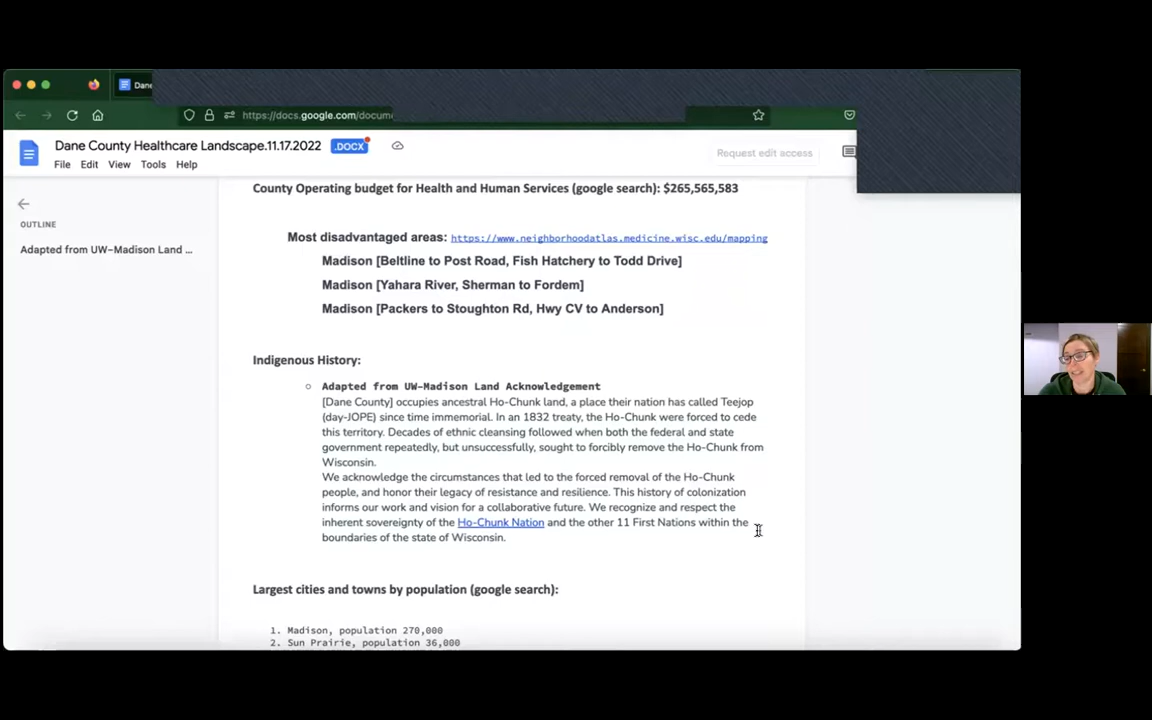 Dane
https://docs.google.com/docume
Dane County Healthcare Landscape.11.17.2022 .DOCX
File Edit View Tools Help
Request edit access
OUTLINE
Adapted from UW-Madison Land ...
County Operating budget for Health and Human Services (google search): $265,565,583
Most disadvantaged areas: https://www.neighborhoodatlas.medicine.wisc.edu/mapping
Madison [Beltline to Post Road, Fish Hatchery to Todd Drive]
Madison [Yahara River, Sherman to Fordem]
Madison [Packers to Stoughton Rd, Hwy CV to Anderson]
Indigenous History:
Adapted from UW-Madison Land Acknowledgement
[Dane County] occupies ancestral Ho-Chunk land, a place their nation has called Teejop
(day-JOPE) since time immemorial. In an 1832 treaty, the Ho-Chunk were forced to cede
this territory. Decades of ethnic cleansing followed when both the federal and state
government repeatedly, but unsuccessfully, sought to forcibly remove the Ho-Chunk from
Wisconsin.
We acknowledge the circumstances that led to the forced removal of the Ho-Chunk
people, and honor their legacy of resistance and resilience. This history of colonization
informs our work and vision for a collaborative future. We recognize and respect the
inherent sovereignty of the Ho-Chunk Nation and the other 11 First Nations within the
boundaries of the state of Wisconsin.
Largest cities and towns by population (google search):
1. Madison, population 270,000
2. Sun Prairie, population 36,000